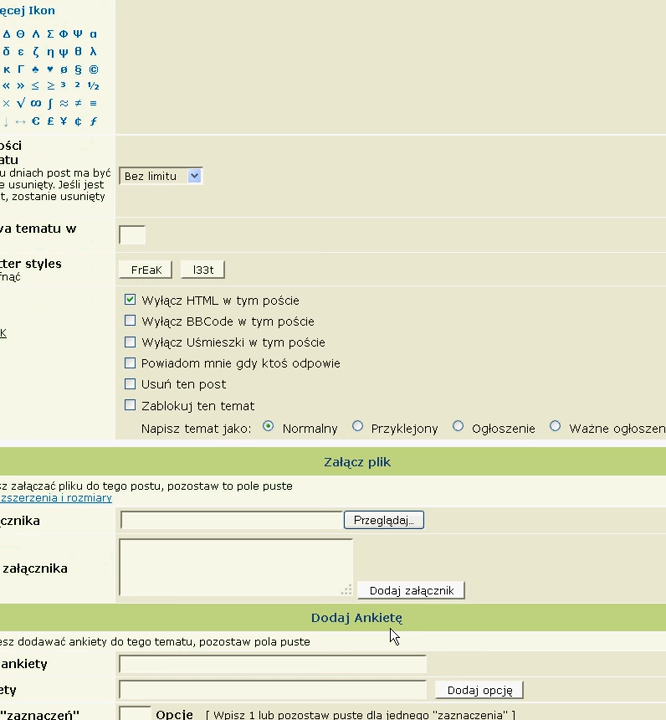 ęcej Ikon
Δ Θ Λ Σ Φ Ψ α
δ ε ζ η ψ θ λ
κ Γ ♠ ♥ ø § ©
« » ≤ ≥ ³ ² ½
× √ ∞ ∫ ≈ ≠ ≡
↓ ↔ € £ ¥ ¢ ƒ
ości
atu
u dniach post ma być
e usunięty. Jeśli jest
t, zostanie usunięty
Bez limitu
wa tematu w
tter styles
fnąć
FrEaK l33t
Wyłącz HTML w tym poście
K
Wyłącz BBCode w tym poście
Wyłącz Uśmieszki w tym poście
Powiadom mnie gdy ktoś odpowie
Usuń ten post
Zablokuj ten temat
Napisz temat jako: Normalny Przyklejony Ogłoszenie Ważne ogłoszen
Załącz plik
sz załączać pliku do tego postu, pozostaw to pole puste
zszerzenia i rozmiary
cznika
Przeglądaj...
załącznika
Dodaj załącznik
Dodaj Ankietę
esz dodawać ankiety do tego tematu, pozostaw pola puste
ankiety
ety
Dodaj opcję
"zaznaczeń" Opcje [ Wpisz 1 lub pozostaw puste dla jednego "zaznaczenia" ]